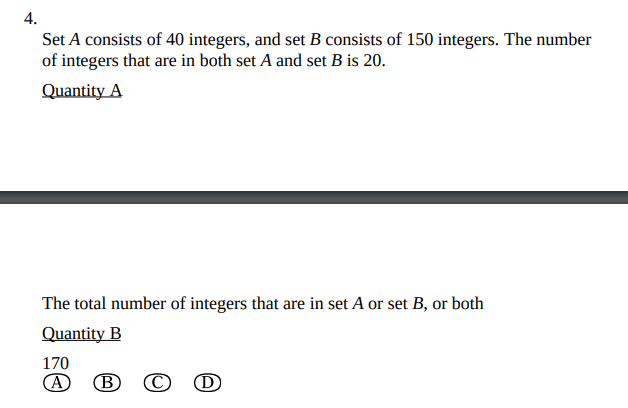 4.
Set A consists of 40 integers, and set B consists of 150 integers. The number
of integers that are in both set A and set B is 20.
Quantity A
The total number of integers that are in set A or set B, or both
Quantity B
170
A B C D